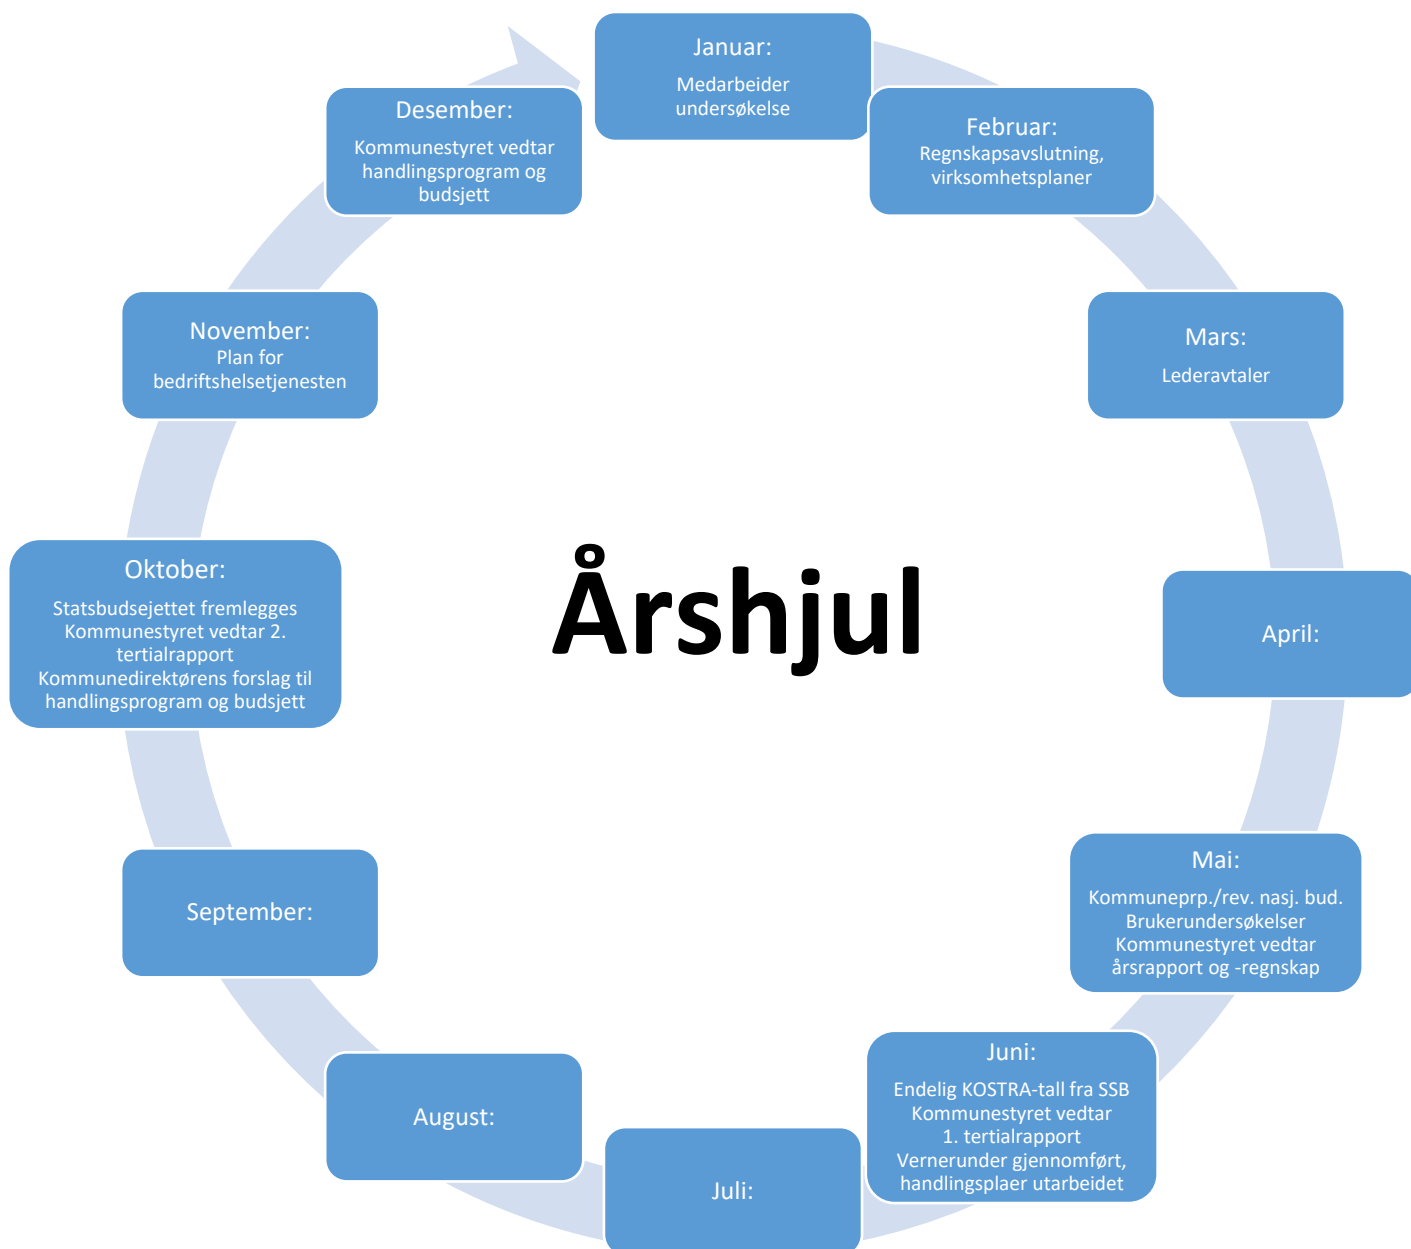 Januar:
Medarbeider
undersøkelse
Februar:
Regnskapsavslutning,
virksomhetsplaner
Mars:
Lederavtaler
April:
Mai:
Kommuneprp./rev. nasj. bud.
Brukerundersøkelser
Kommunestyret vedtar
årsrapport og -regnskap
Juni:
Endelig KOSTRA-tall fra SSB
Kommunestyret vedtar
1. tertialrapport
Vernerunder gjennomført,
handlingsplaer utarbeidet
Juli:
August:
September:
Oktober:
Statsbudsejettet fremlegges
Kommunestyret vedtar 2.
tertialrapport
Kommunedirektørens forslag til
handlingsprogram og budsjett
November:
Plan for
bedriftshelsetjenesten
Desember:
Kommunestyret vedtar
handlingsprogram og
budsjett
Årshjul